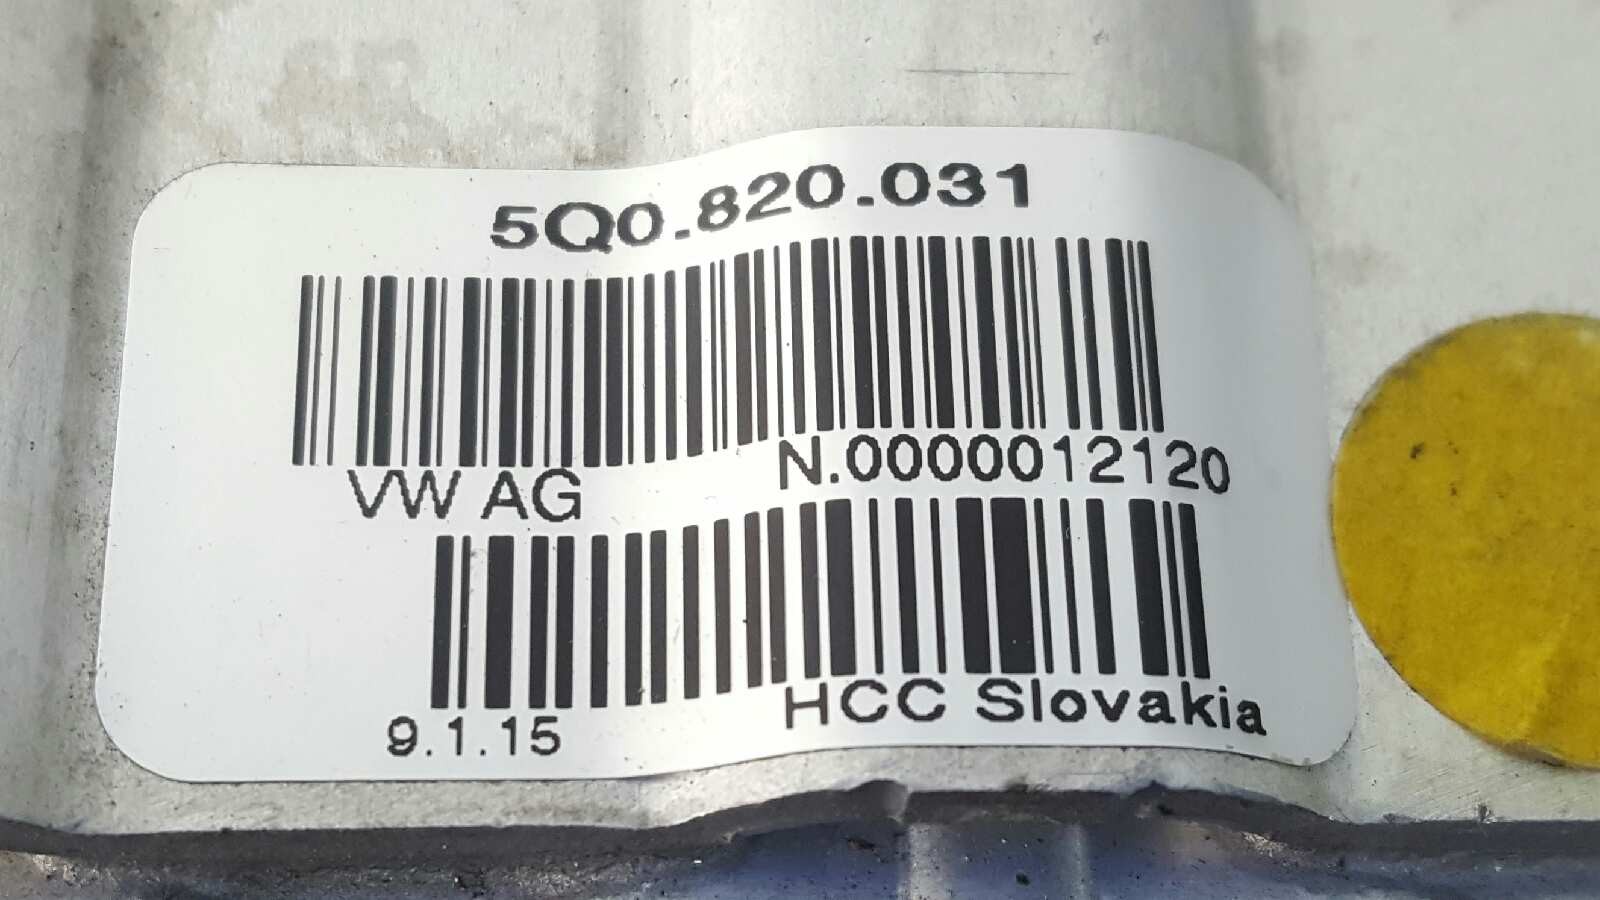 5Q0.820.031
VW AG N.0000012120
9.1.15 HCC Slovakia